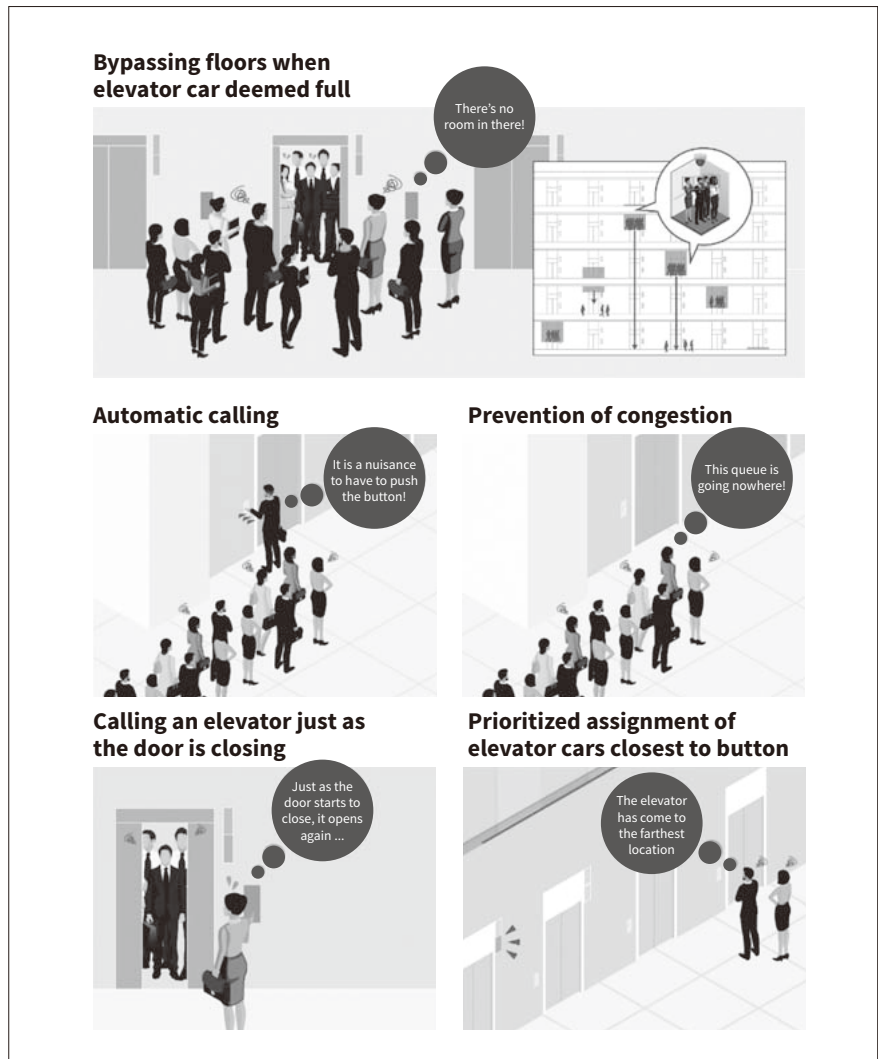 Bypassing floors when
elevator car deemed full
There's no
room in there!
Automatic calling
It is a nuisance
to have to push
the button!
Prevention of congestion
This queue is
going nowhere!
Calling an elevator just as
the door is closing
Just as the
door starts to
close, it opens
again ...
Prioritized assignment of
elevator cars closest to button
The elevator
has come to
the farthest
location